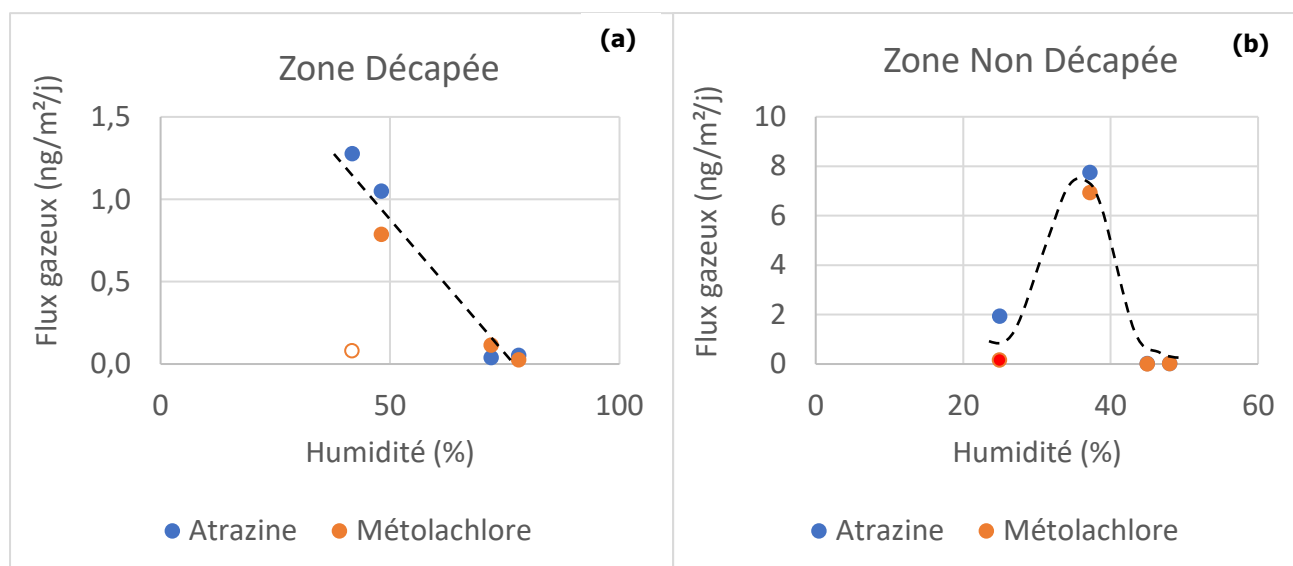 (a)
Zone Décapée
Flux gazeux (ng/m²/j)
1,5
1,0
0,5
0,0
0
50
100
Humidité (%)
Atrazine
Métolachlore
(b)
Zone Non Décapée
Flux gazeux (ng/m²/j)
10
8
6
4
2
0
0
20
40
60
Humidité (%)
Atrazine
Métolachlore